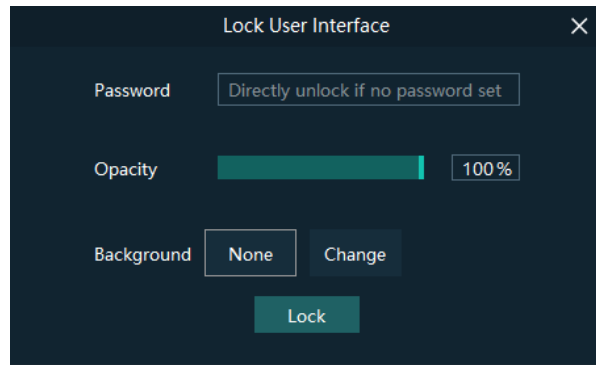 Lock User Interface
Password Directly unlock if no password set
Opacity 100%
Background None Change
Lock